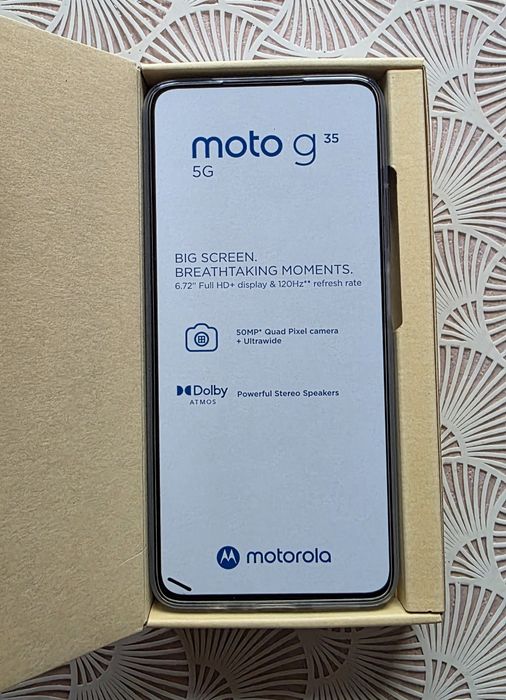 moto g 35
5G
BIG SCREEN.
BREATHTAKING MOMENTS.
6.72" Full HD+ display & 120Hz** refresh rate
50MP* Quad Pixel camera
+ Ultrawide
Dolby
ATMOS
Powerful Stereo Speakers
motorola